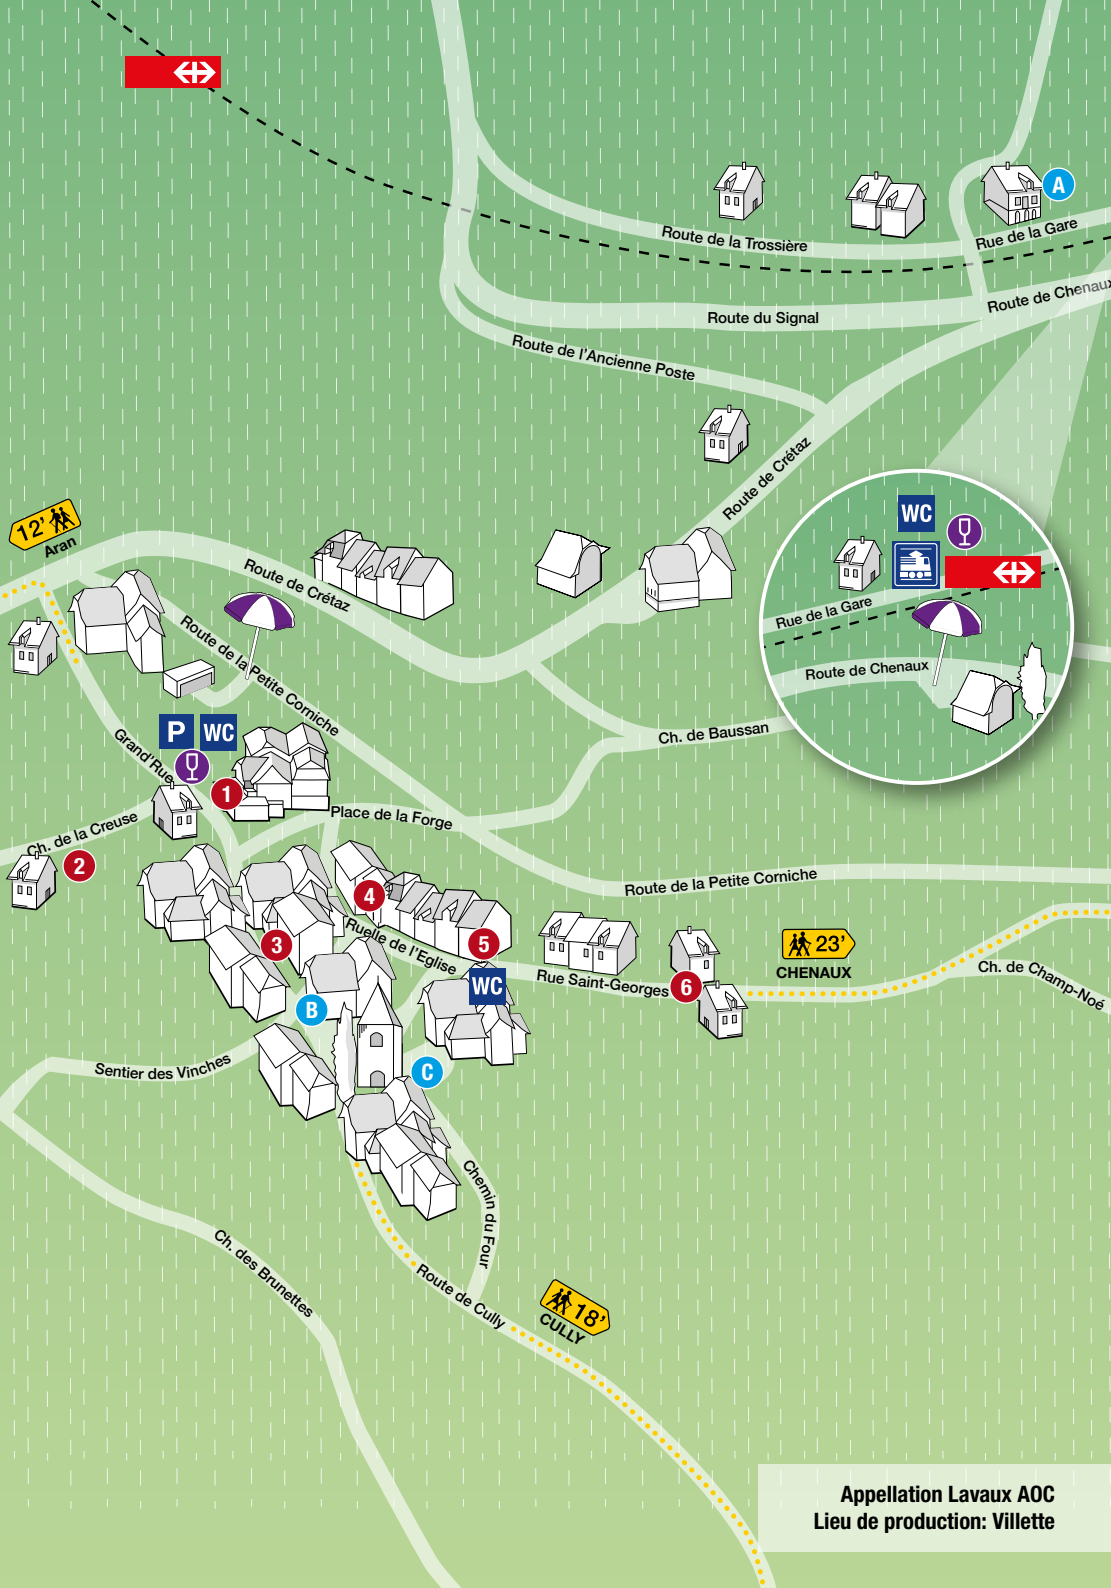 A
Route de la Trossière
Rue de la Gare
Route de Chenaux
Route du Signal
Route de l'Ancienne Poste
Route de Crétaz
WC
12'
Aran
Route de Crétaz
Rue de la Gare
Route de la Petite Corniche
Route de Chenaux
P
WC
Grand'Rue
Ch. de Baussan
1
Place de la Forge
Ch. de la Creuse
2
4
Route de la Petite Corniche
3
Ruelle de l'Eglise
5
23'
CHENAUX
Rue Saint-Georges
6
WC
Ch. de Champ-Noé
B
Sentier des Vinches
C
Chemin du Four
Ch. des Brunettes
Route de Cully
18'
CULLY
Appellation Lavaux AOC
Lieu de production: Villette